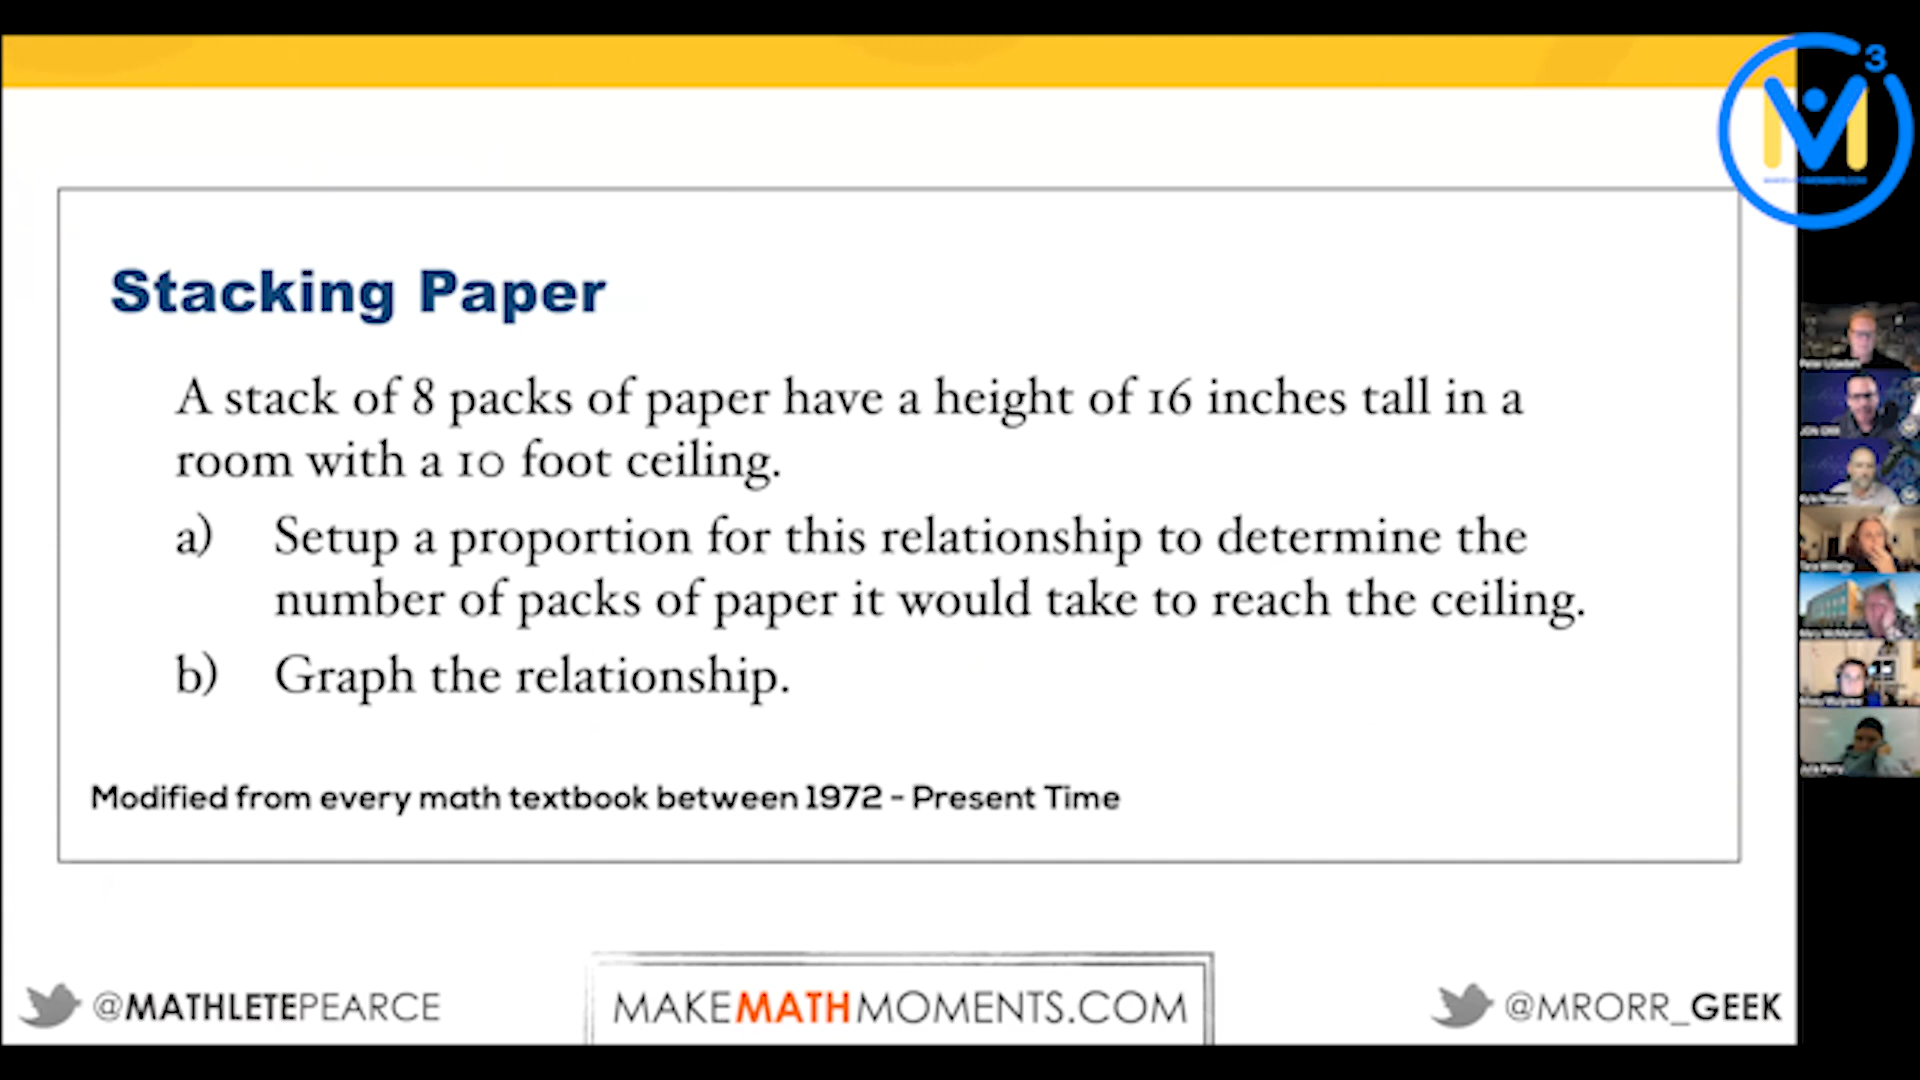 3
Stacking Paper
A stack of 8 packs of paper have a height of 16 inches tall in a
room with a 10 foot ceiling.
a) Setup a proportion for this relationship to determine the
number of packs of paper it would take to reach the ceiling.
b) Graph the relationship.
Modified from every math textbook between 1972 - Present Time
@MATHLETEPEARCE
MAKEMATHMOMENTS.COM
@MRORR_GEEK